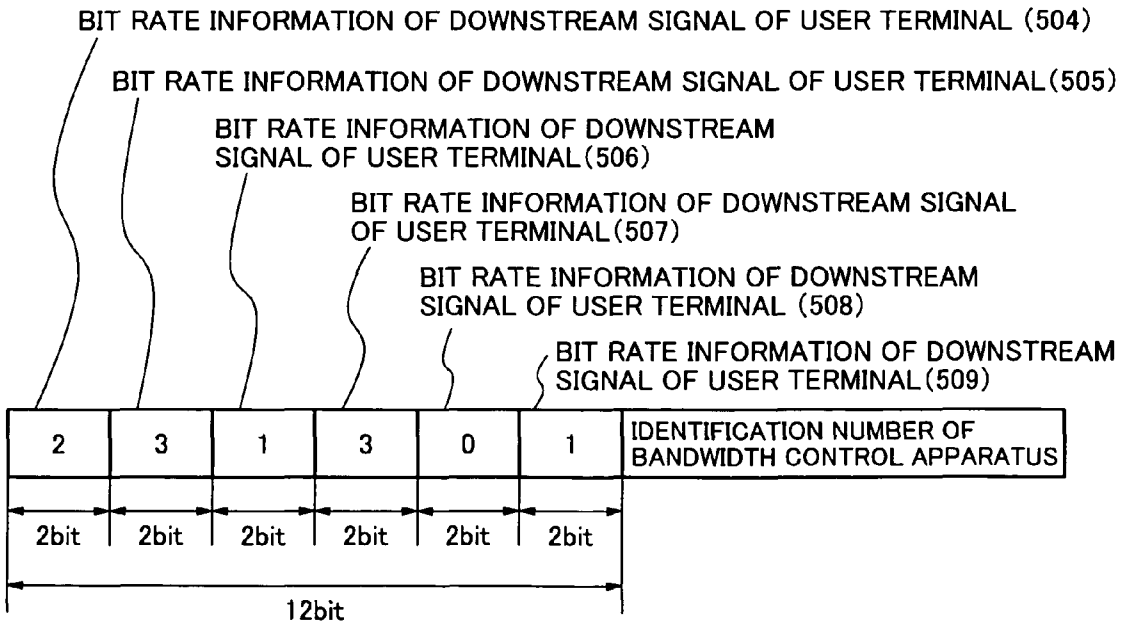 BIT RATE INFORMATION OF DOWNSTREAM SIGNAL OF USER TERMINAL (504)
BIT RATE INFORMATION OF DOWNSTREAM SIGNAL OF USER TERMINAL(505)
BIT RATE INFORMATION OF DOWNSTREAM
SIGNAL OF USER TERMINAL(506)
BIT RATE INFORMATION OF DOWNSTREAM SIGNAL
OF USER TERMINAL(507)
BIT RATE INFORMATION OF DOWNSTREAM
SIGNAL OF USER TERMINAL (508)
BIT RATE INFORMATION OF DOWNSTREAM
SIGNAL OF USER TERMINAL(509)
2 3 1 3 0 1
IDENTIFICATION NUMBER OF
BANDWIDTH CONTROL APPARATUS
2bit 2bit 2bit 2bit 2bit 2bit
12bit